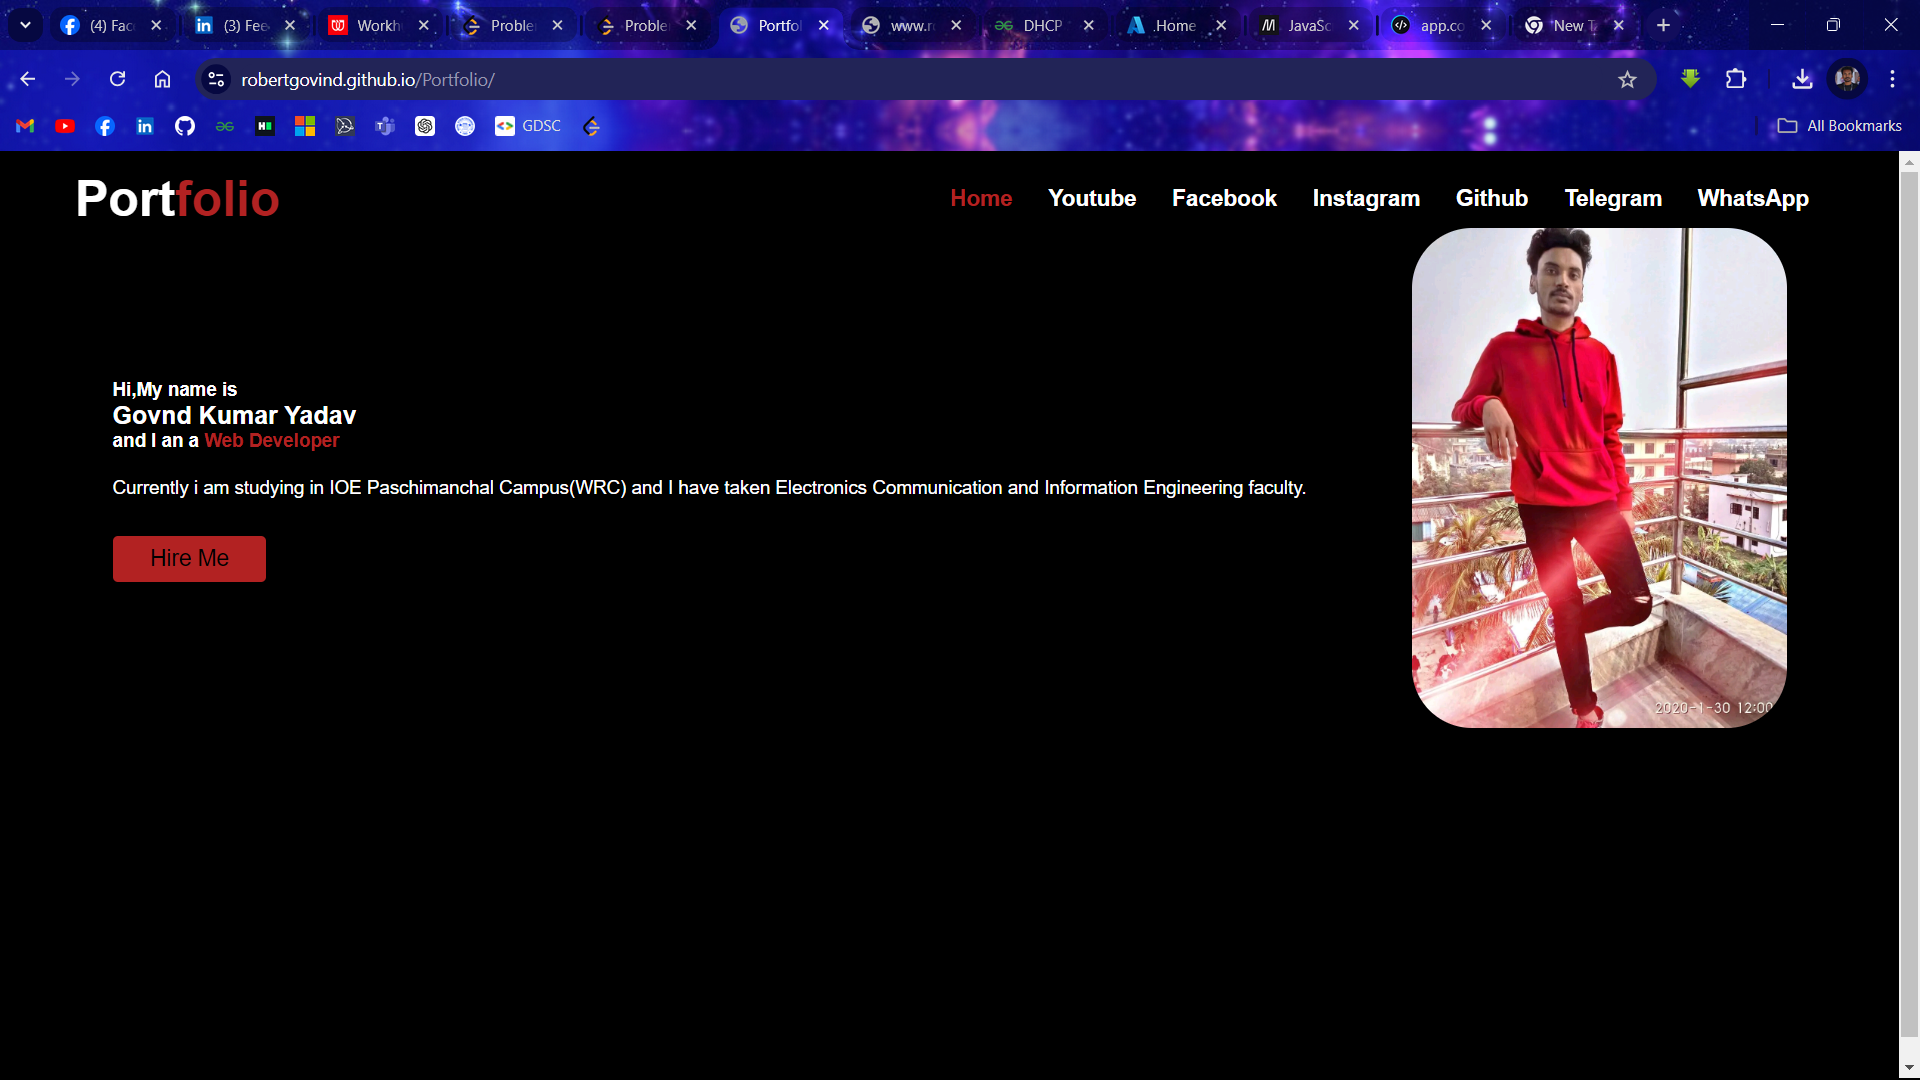 (4) Fac
(3) Fee
Workh
Proble
Proble
Portfol
www.r
DHCP
Home
JavaSc
app.co
New T
robertgovind.github.io/Portfolio/
GDSC
All Bookmarks
Portfolio
Home Youtube Facebook Instagram Github Telegram WhatsApp
Hi,My name is
Govnd Kumar Yadav
and I an a Web Developer
Currently i am studying in IOE Paschimanchal Campus(WRC) and I have taken Electronics Communication and Information Engineering faculty.
Hire Me
2020-1-30 12:00